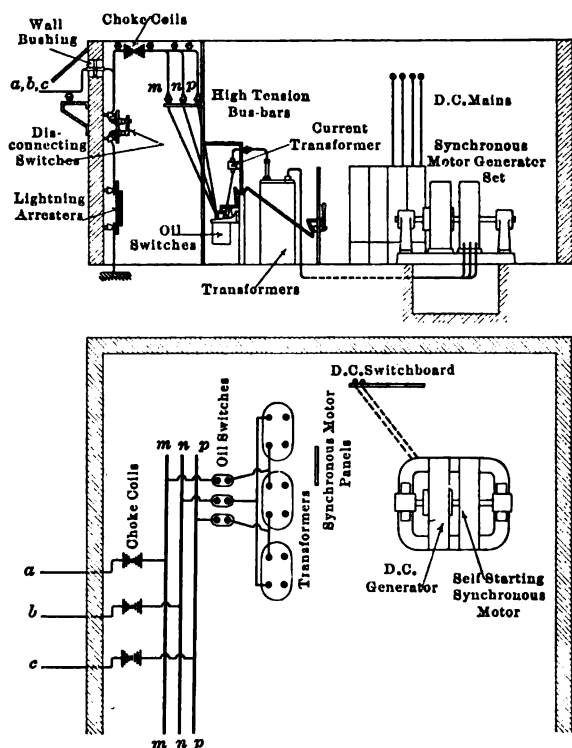 Choke Coils
Wall
Bushing
a,b,c
m n p
High Tension
Bus-bars
D.C. Mains
Current
Transformer
Dis-
connecting
Switches
Synchronous
Motor Generator
Set
Lightning
Arresters
Oil
Switches
Transformers
D.C. Switchboard
m n p
Oil Switches
Synchronous Motor
Panels
Transformers
Choke Coils
a
b
c
D.C.
Generator
Self Starting
Synchronous
Motor
m n p